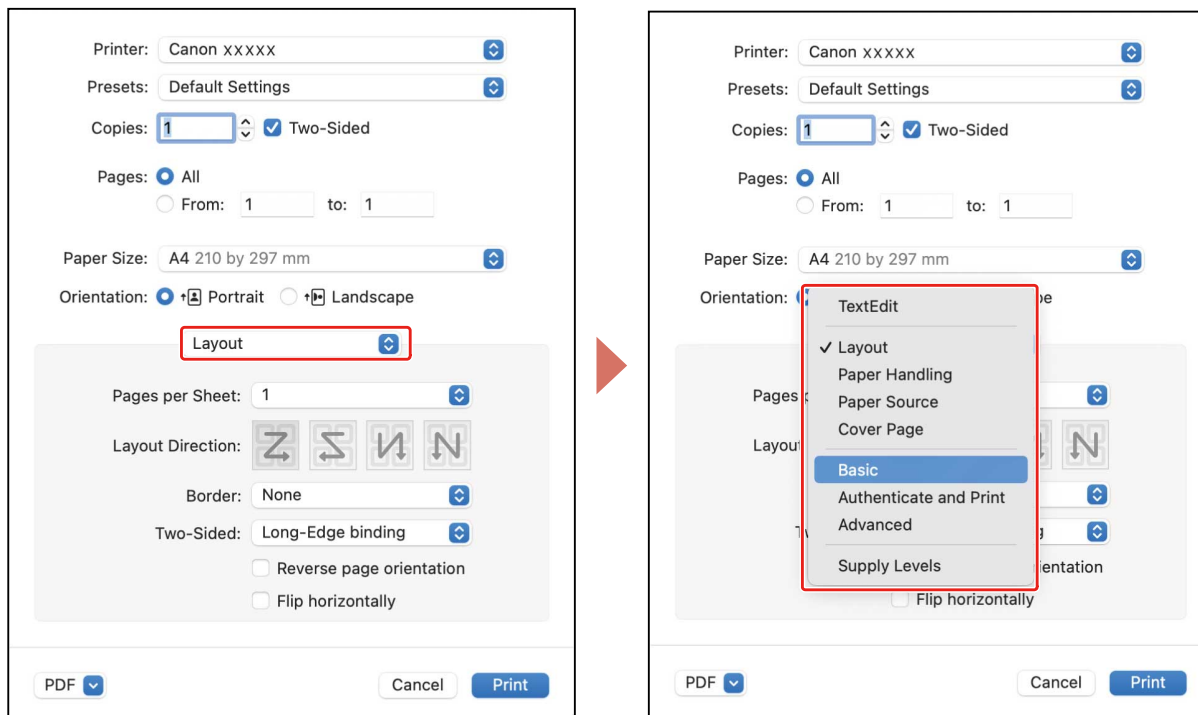 Printer: Canon xxxxx
Presets: Default Settings
Copies: 1 Two-Sided
Pages: All
From: 1 to: 1
Paper Size: A4 210 by 297 mm
Orientation: Portrait Landscape
Layout
Pages per Sheet: 1
Layout Direction:
Border: None
Two-Sided: Long-Edge binding
Reverse page orientation
Flip horizontally
PDF Cancel Print
Printer: Canon xxxxx
Presets: Default Settings
Copies: 1 Two-Sided
Pages: All
From: 1 to: 1
Paper Size: A4 210 by 297 mm
Orientation:
TextEdit
Layout
Paper Handling
Pages
Paper Source
Cover Page
Layout
Basic
Authenticate and Print
Advanced
Supply Levels
Flip horizontally
PDF Cancel Print